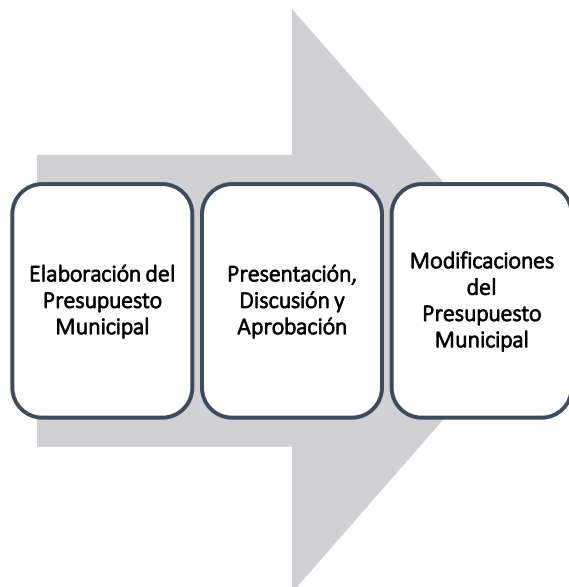 Elaboración del
Presupuesto
Municipal
Presentación,
Discusión y
Aprobación
Modificaciones
del
Presupuesto
Municipal